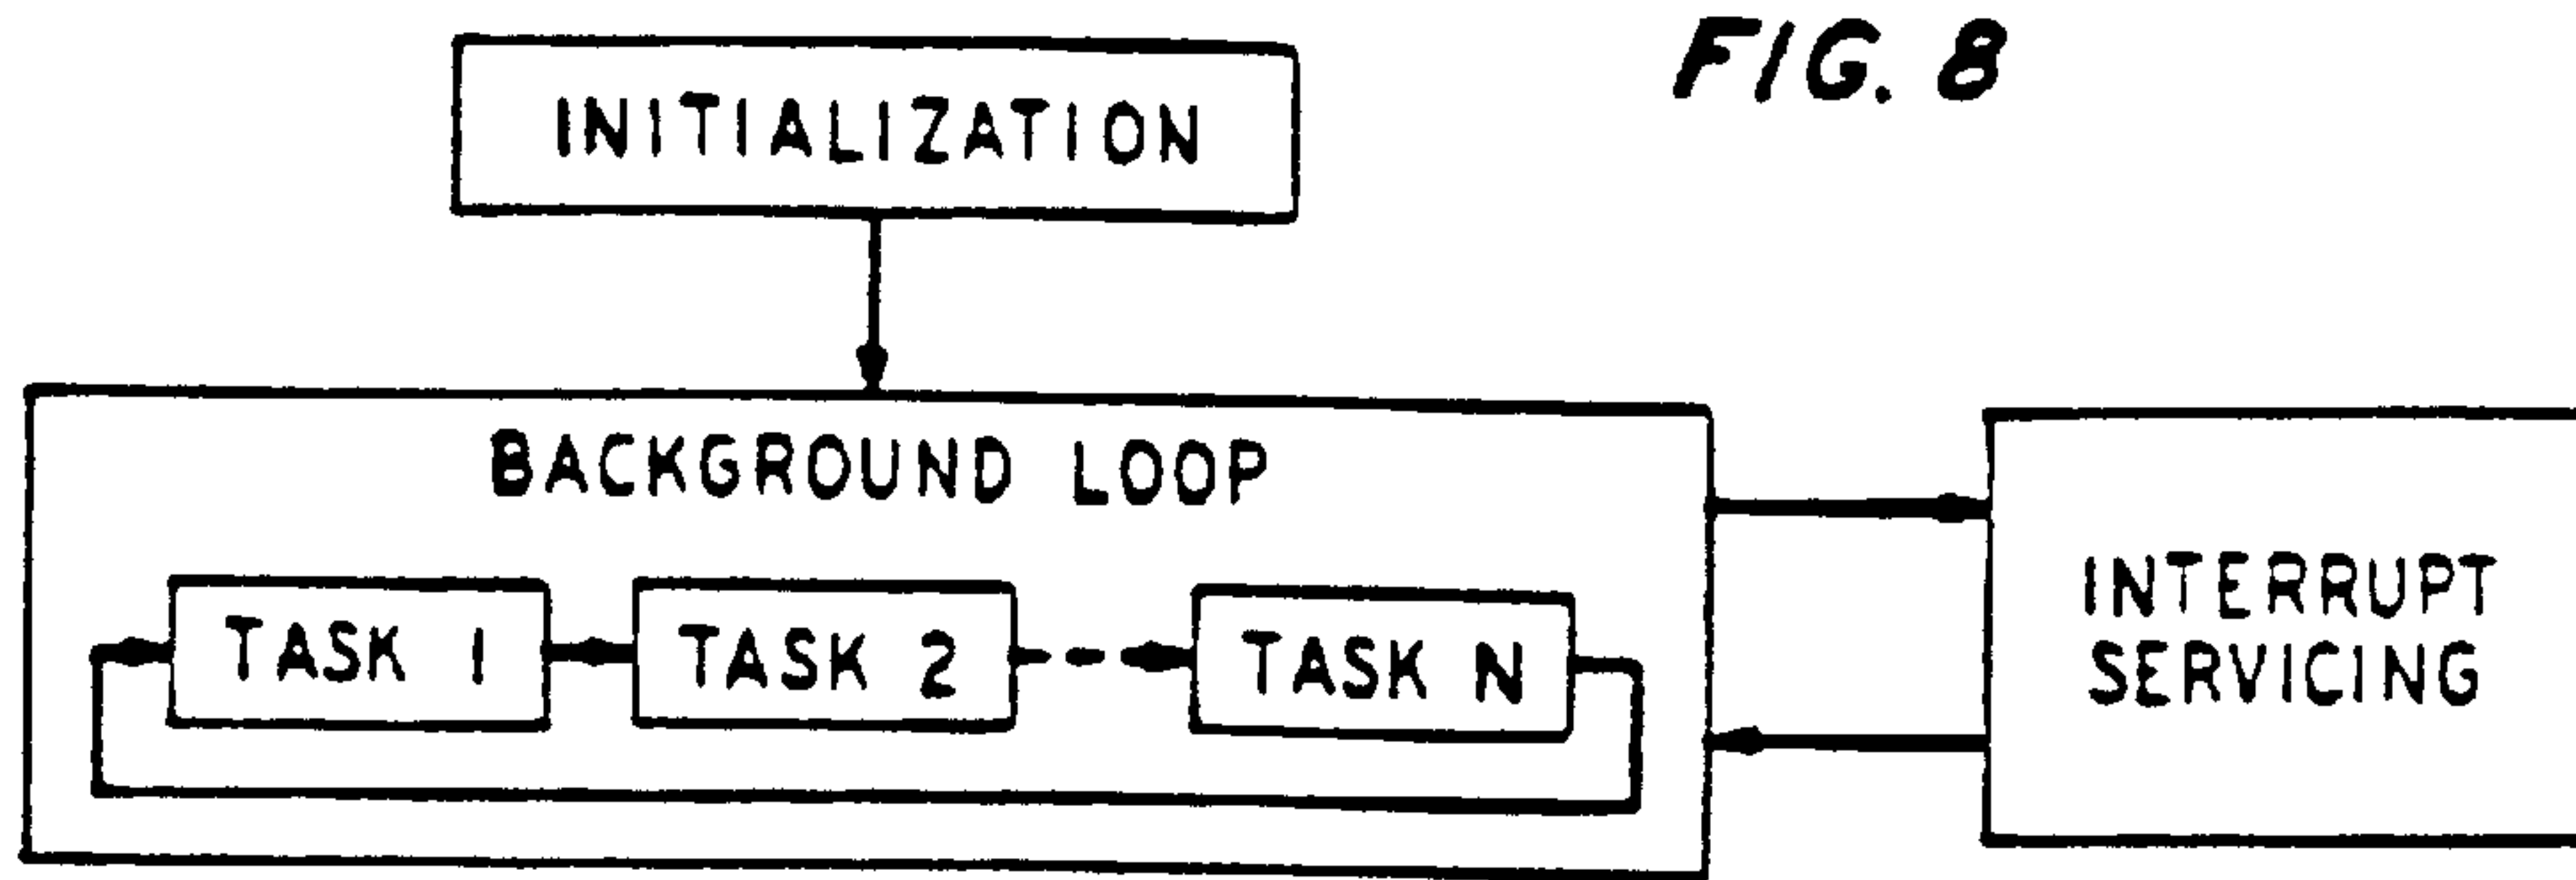 FIG. 8
INITIALIZATION
BACKGROUND LOOP
TASK 1
TASK 2
TASK N
INTERRUPT
SERVICING